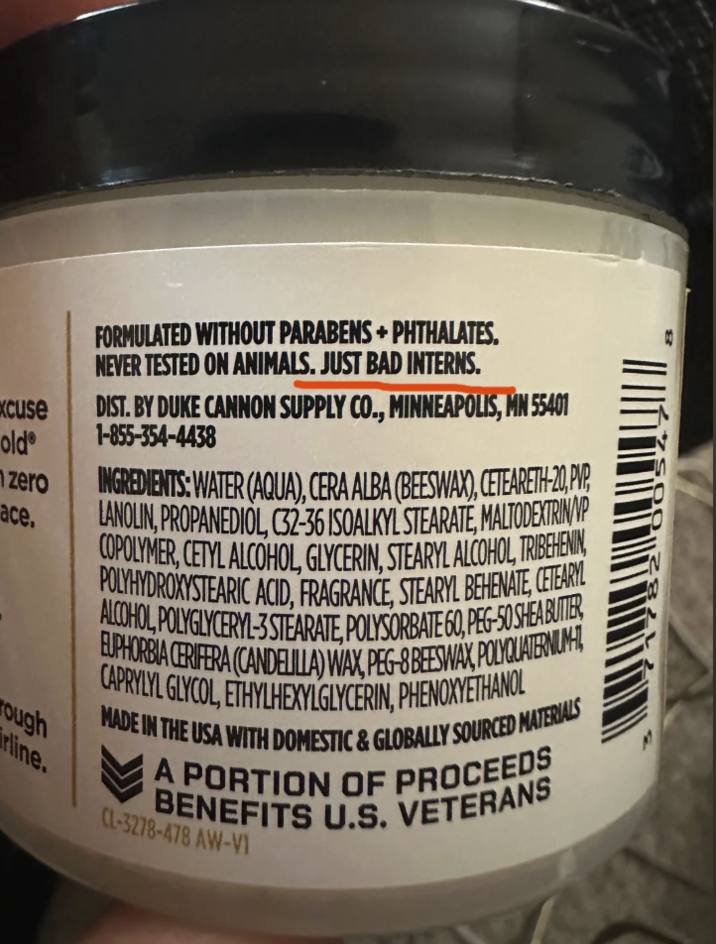 FORMULATED WITHOUT PARABENS + PHTHALATES.
NEVER TESTED ON ANIMALS. JUST BAD INTERNS.
DIST. BY DUKE CANNON SUPPLY CO., MINNEAPOLIS, MN 55401
1-855-354-4438
INGREDIENTS: WATER (AQUA), CERA ALBA (BEESWAX), CETEARETH-20, PVP,
LANOLIN, PROPANEDIOL, C32-36 ISOALKYL STEARATE, MALTODEXTRIN/VP
COPOLYMER, CETYL ALCOHOL, GLYCERIN, STEARYL ALCOHOL, TRIBEHENIN,
POLYHYDROXYSTEARIC ACID, FRAGRANCE, STEARYL BEHENATE, CETEARYL
ALCOHOL, POLYGLYCERYL-3 STEARATE, POLYSORBATE 60, PEG-50 SHEA BUTTER,
EUPHORBIA CERIFERA (CANDELILLA) WAX, PEG-8 BEESWAX, POLYQUATERNIUM-11,
CAPRYLYL GLYCOL, ETHYLHEXYLGLYCERIN, PHENOXYETHANOL
MADE IN THE USA WITH DOMESTIC & GLOBALLY SOURCED MATERIALS
A PORTION OF PROCEEDS
BENEFITS U.S. VETERANS
CL-3278-478 AW-V1
xcuse
old®
zero
ace.
rough
irline.
3 71782 00547 8